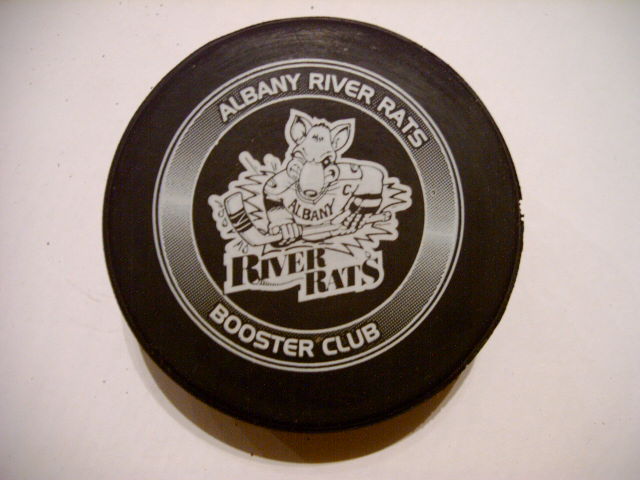 ALBANY RIVER RATS
C
ALBANY
RIVER
RATS
BOOSTER CLUB